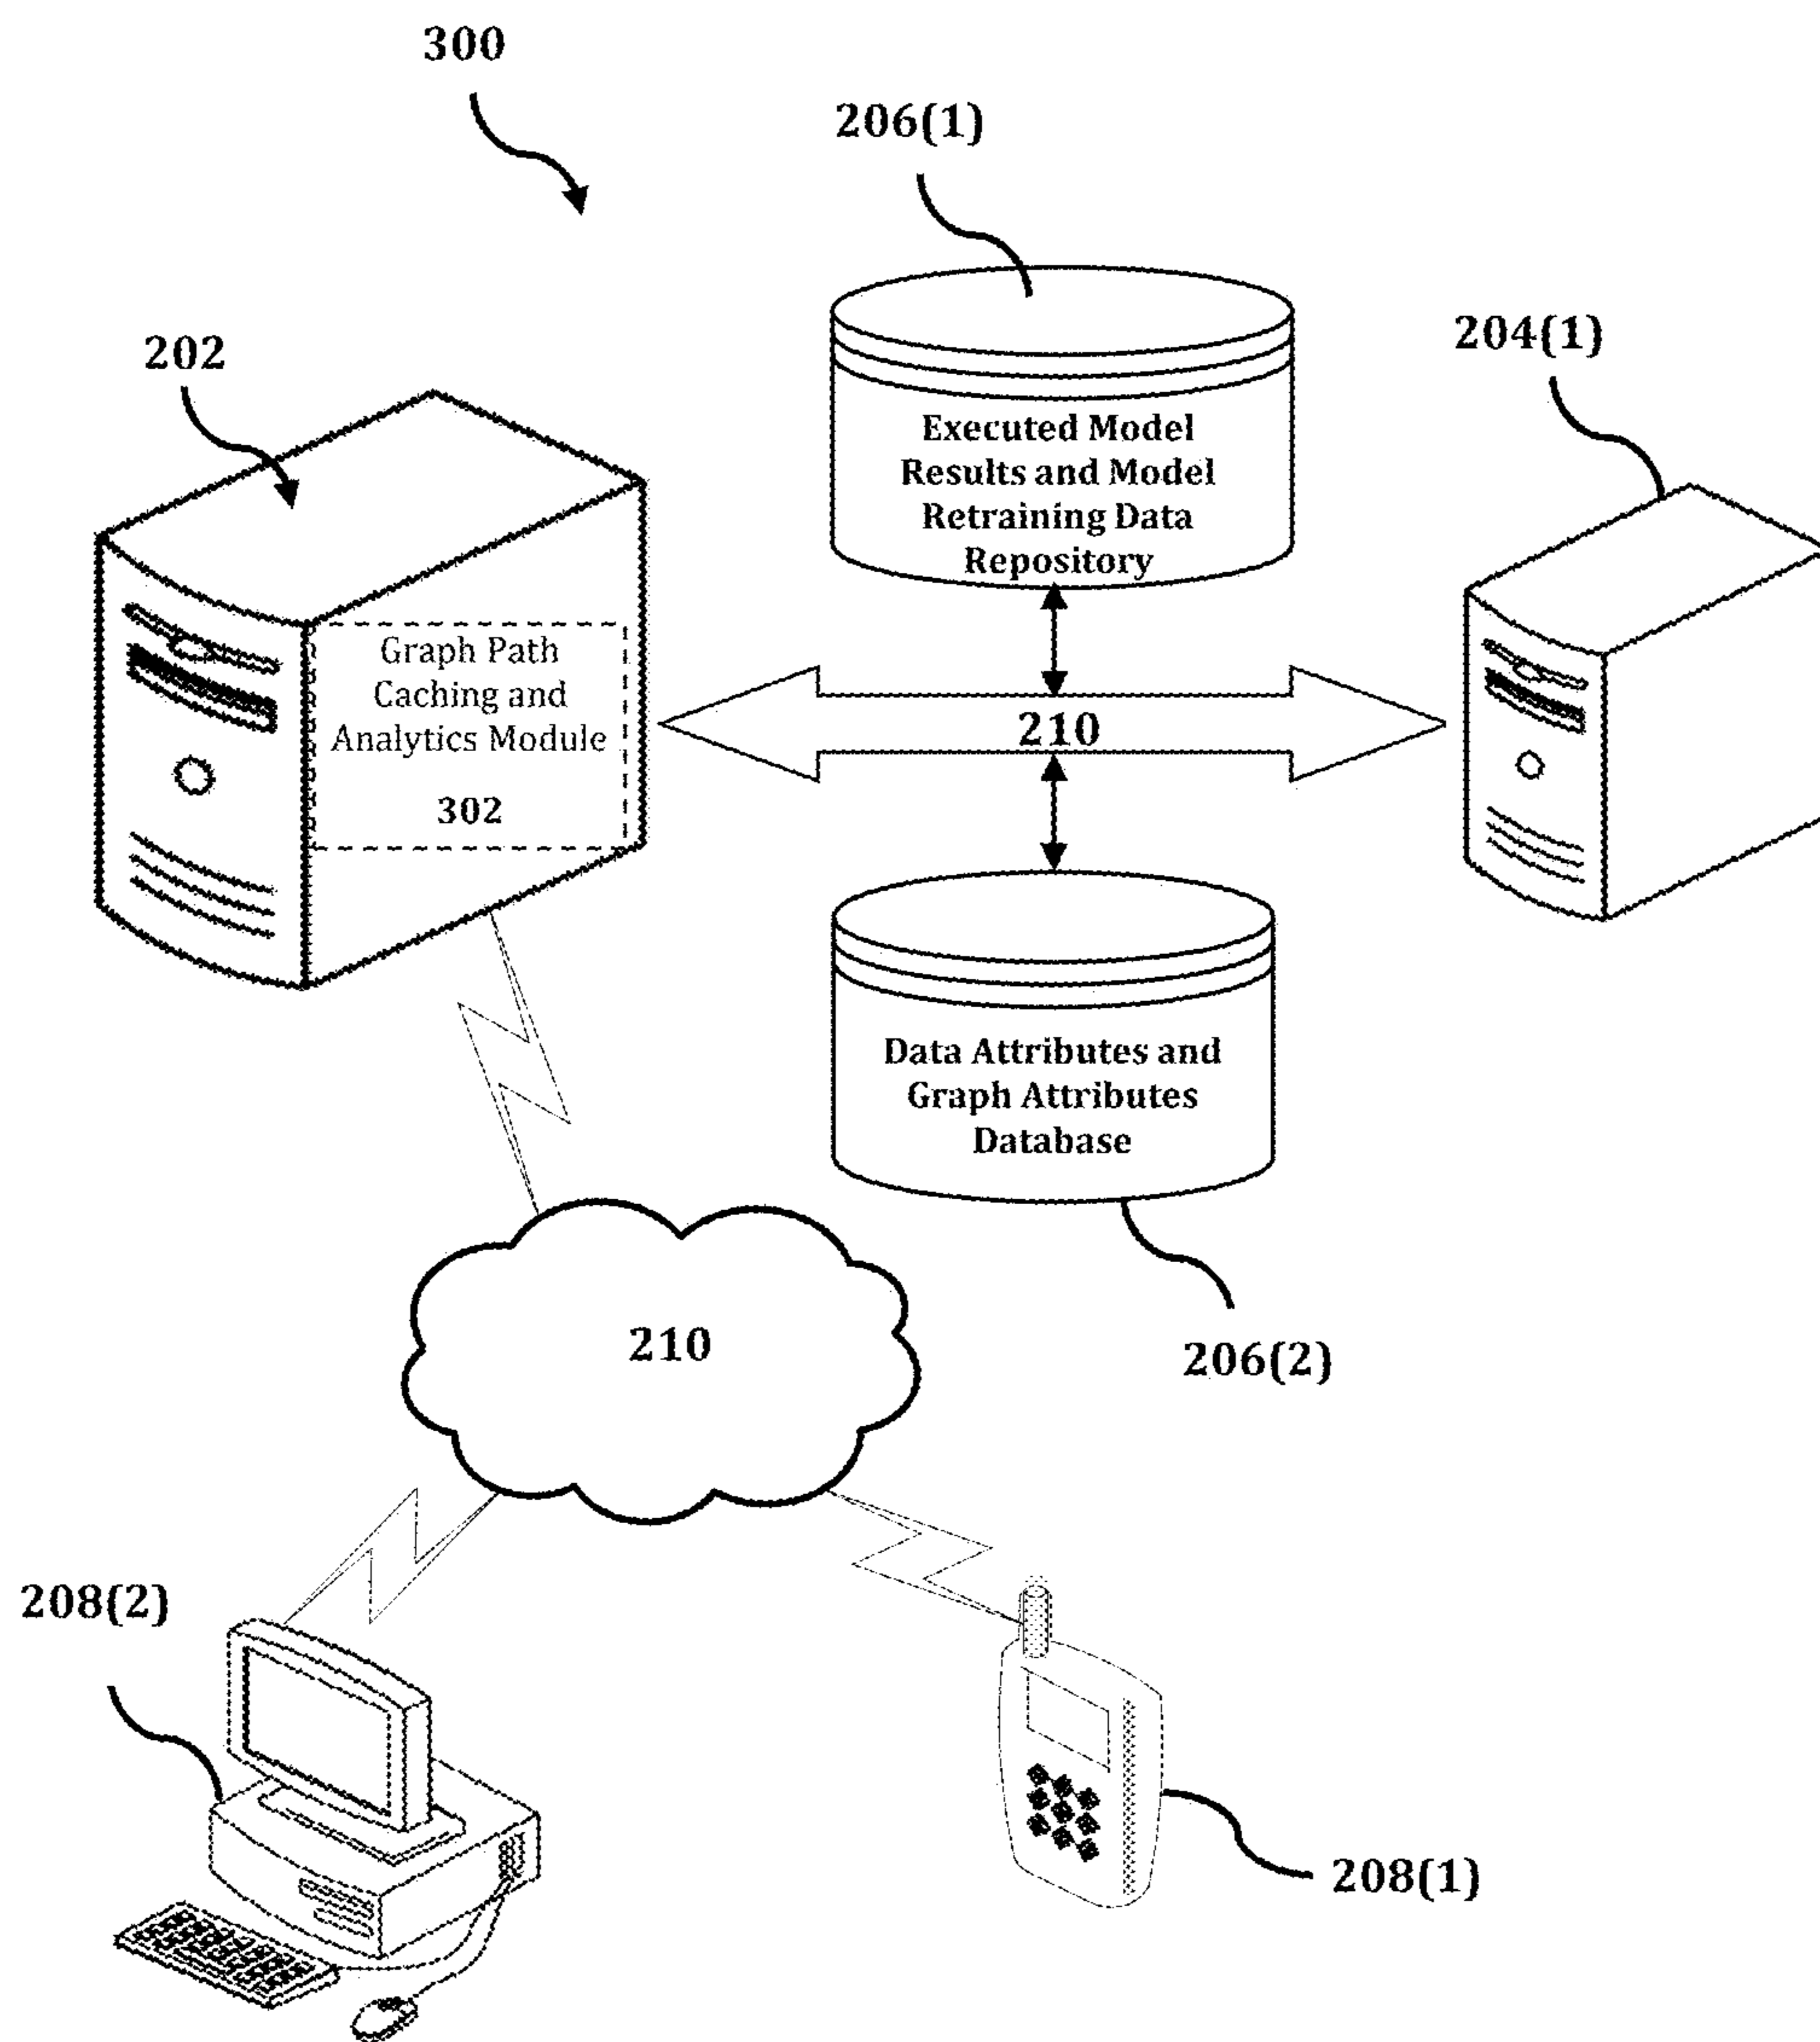 300
206(1)
202
204(1)
Executed Model
Results and Model
Retraining Data
Repository
Graph Path
Caching and
Analytics Module
302
210
Data Attributes and
Graph Attributes
Database
210
206(2)
208(2)
208(1)